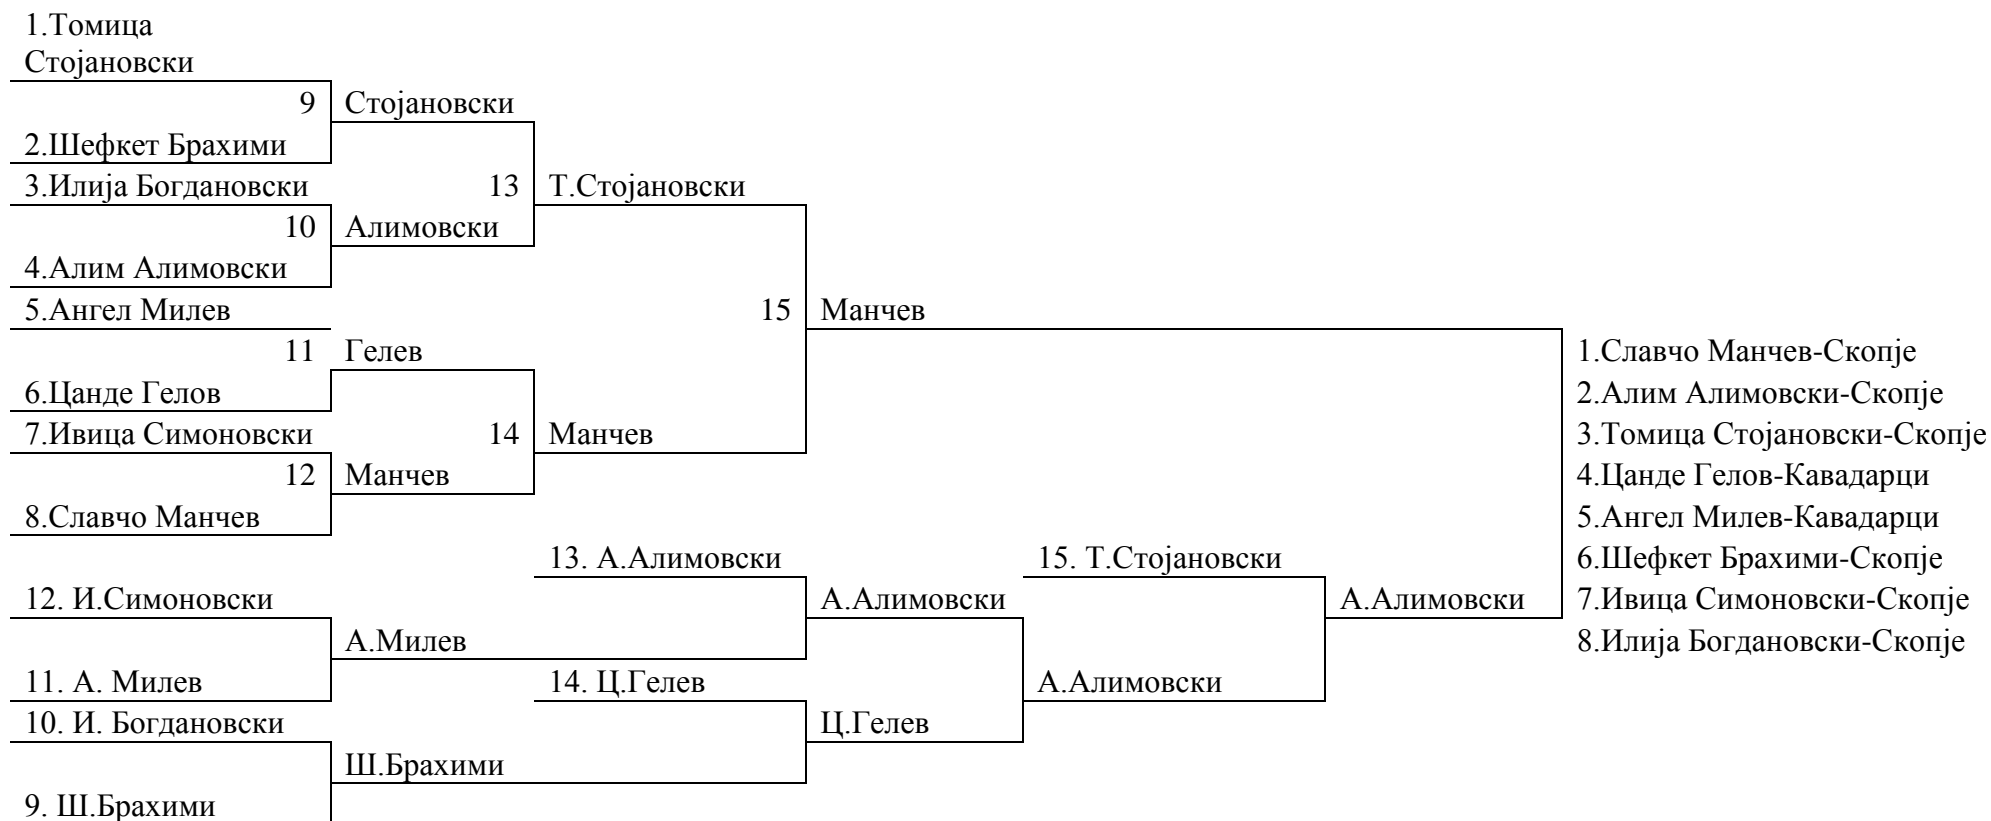 1.Томица
Стојановски
9 Стојановски
2.Шефкет Брахими
3.Илија Богдановски 13 Т.Стојановски
10 Алимовски
4.Алим Алимовски
5.Ангел Милев 15 Манчев
11 Гелев 1.Славчо Манчев-Скопје
6.Цанде Гелов 2.Алим Алимовски-Скопје
7.Ивица Симоновски 14 Манчев 3.Томица Стојановски-Скопје
12 Манчев 4.Цанде Гелов-Кавадарци
8.Славчо Манчев 5.Ангел Милев-Кавадарци
13. А.Алимовски 15. Т.Стојановски 6.Шефкет Брахими-Скопје
12. И.Симоновски А.Алимовски А.Алимовски 7.Ивица Симоновски-Скопје
А.Милев 8.Илија Богдановски-Скопје
11. А. Милев 14. Ц.Гелев А.Алимовски
10. И. Богдановски Ц.Гелев
Ш.Брахими
9. Ш.Брахими